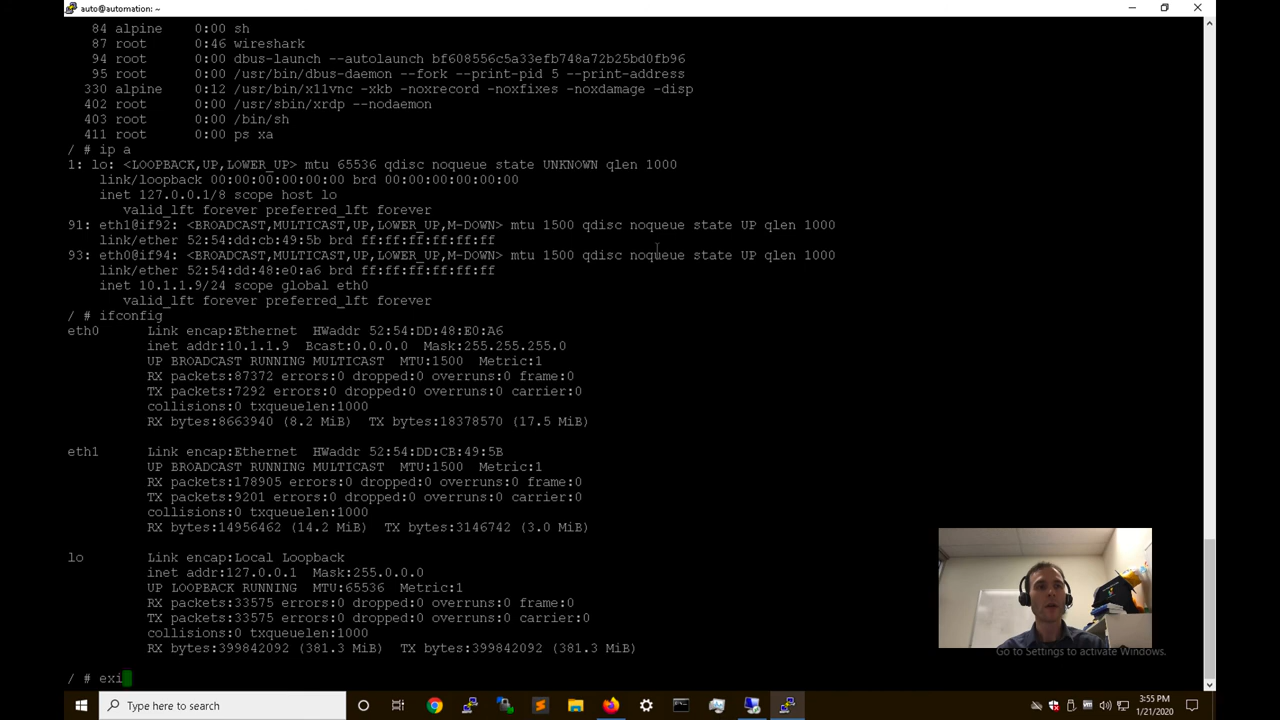 auto@automation: ~
84 alpine 0:00 sh
87 root 0:46 wireshark
94 root 0:00 dbus-launch --autolaunch bf608556c5a33efb748a72b25bd0fb96
95 root 0:00 /usr/bin/dbus-daemon --fork --print-pid 5 --print-address
330 alpine 0:12 /usr/bin/x11vnc -xkb -noxrecord -noxfixes -noxdamage -disp
402 root 0:00 /usr/sbin/xrdp --nodaemon
403 root 0:00 /bin/sh
411 root 0:00 ps xa
/ # ip a
1: lo: <LOOPBACK,UP,LOWER_UP> mtu 65536 qdisc noqueue state UNKNOWN qlen 1000
link/loopback 00:00:00:00:00:00 brd 00:00:00:00:00:00
inet 127.0.0.1/8 scope host lo
valid_lft forever preferred_lft forever
91: eth1@if92: <BROADCAST,MULTICAST,UP,LOWER_UP,M-DOWN> mtu 1500 qdisc noqueue state UP qlen 1000
link/ether 52:54:dd:cb:49:5b brd ff:ff:ff:ff:ff:ff
93: eth0@if94: <BROADCAST,MULTICAST,UP,LOWER_UP,M-DOWN> mtu 1500 qdisc noqueue state UP qlen 1000
link/ether 52:54:dd:48:e0:a6 brd ff:ff:ff:ff:ff:ff
inet 10.1.1.9/24 scope global eth0
valid_lft forever preferred_lft forever
/ # ifconfig
eth0 Link encap:Ethernet HWaddr 52:54:DD:48:E0:A6
inet addr:10.1.1.9 Bcast:0.0.0.0 Mask:255.255.255.0
UP BROADCAST RUNNING MULTICAST MTU:1500 Metric:1
RX packets:87372 errors:0 dropped:0 overruns:0 frame:0
TX packets:7292 errors:0 dropped:0 overruns:0 carrier:0
collisions:0 txqueuelen:1000
RX bytes:8663940 (8.2 MiB) TX bytes:18378570 (17.5 MiB)
eth1 Link encap:Ethernet HWaddr 52:54:DD:CB:49:5B
UP BROADCAST RUNNING MULTICAST MTU:1500 Metric:1
RX packets:178905 errors:0 dropped:0 overruns:0 frame:0
TX packets:9201 errors:0 dropped:0 overruns:0 carrier:0
collisions:0 txqueuelen:1000
RX bytes:14956462 (14.2 MiB) TX bytes:3146742 (3.0 MiB)
lo Link encap:Local Loopback
inet addr:127.0.0.1 Mask:255.0.0.0
UP LOOPBACK RUNNING MTU:65536 Metric:1
RX packets:33575 errors:0 dropped:0 overruns:0 frame:0
TX packets:33575 errors:0 dropped:0 overruns:0 carrier:0
collisions:0 txqueuelen:1000
RX bytes:399842092 (381.3 MiB) TX bytes:399842092 (381.3 MiB)
Go to Settings to activate Windows.
/ # exi
Type here to search
3:55 PM
1/21/2020